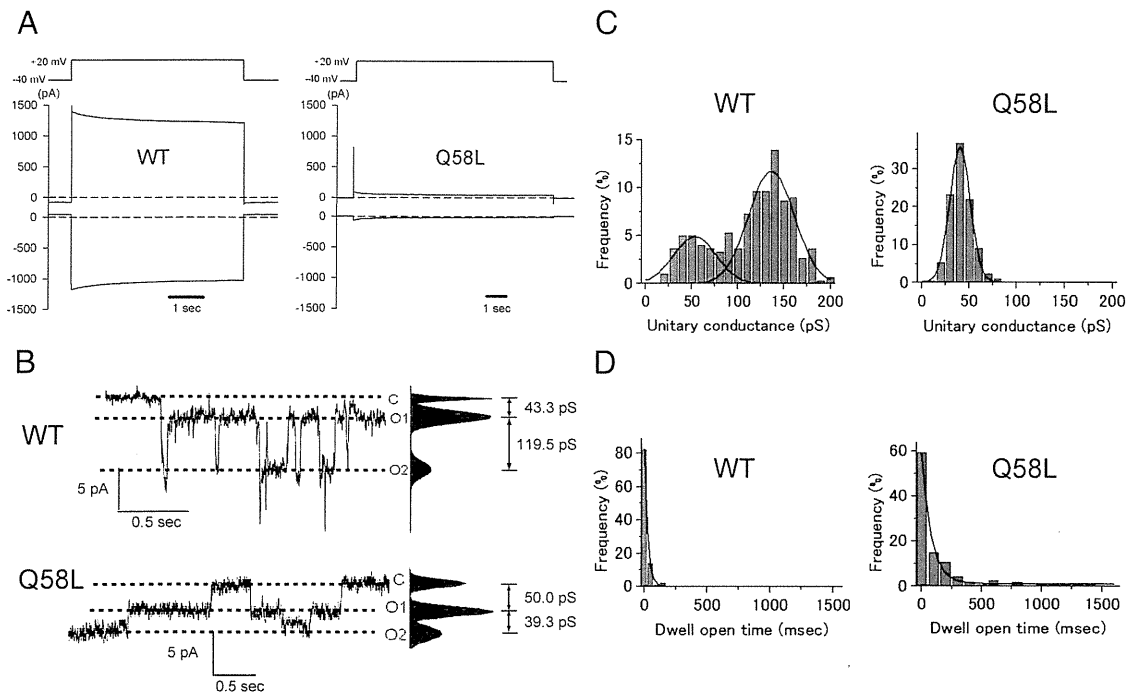 A
+20 mV
-40 mV
(pA)
1500
1000
500
0
0
-500
-1000
-1500
WT
1 sec
+20 mV
-40 mV
1500
1000
500
0
0
-500
-1000
-1500
Q58L
1 sec
B
WT
C
O1
O2
43.3 pS
119.5 pS
5 pA
0.5 sec
Q58L
C
O1
O2
50.0 pS
39.3 pS
5 pA
0.5 sec
C
WT
15
10
5
0
Frequency (%)
0 50 100 150 200
Unitary conductance (pS)
Q58L
30
20
10
0
Frequency (%)
0 50 100 150 200
Unitary conductance (pS)
D
WT
80
60
40
20
0
Frequency (%)
0 500 1000 1500
Dwell open time (msec)
Q58L
60
40
20
0
Frequency (%)
0 500 1000 1500
Dwell open time (msec)